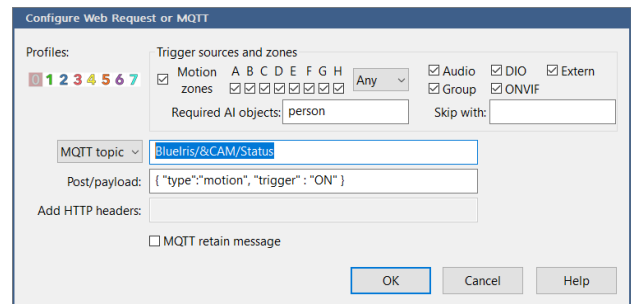 Configure Web Request or MQTT
Profiles:
Trigger sources and zones
0 1 2 3 4 5 6 7
Motion zones
A B C D E F G H
Any
Audio
DIO
Extern
Group
ONVIF
Required AI objects: person
Skip with:
MQTT topic
BlueIris/&CAM/Status
Post/payload: { "type":"motion", "trigger" : "ON" }
Add HTTP headers:
MQTT retain message
OK
Cancel
Help